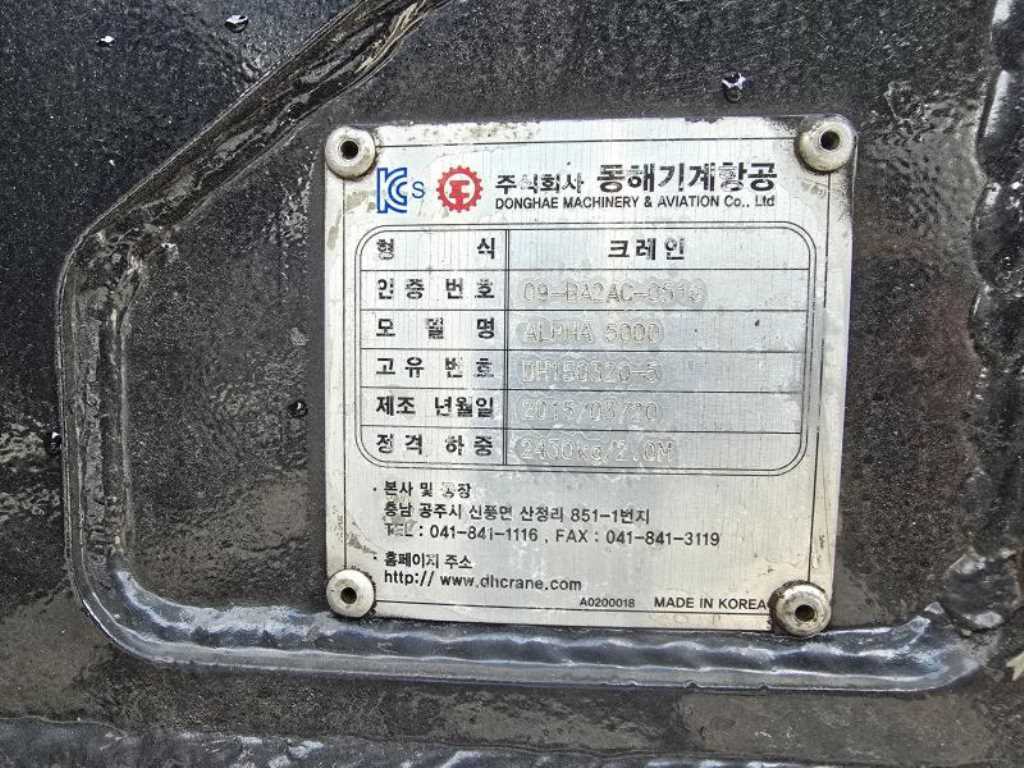 KCs 주식회사 동해기계항공
DONGHAE MACHINERY & AVIATION Co., Ltd
형 식 크레인
인 증 번 호
모 델 명 ALPHA 5000
고 유 번 호
제조 년월일
정 격 하 중 2430kg/2.0M
· 본사 및 공장
충남 공주시 신풍면 산정리 851-1번지
TEL : 041-841-1116 , FAX : 041-841-3119
· 홈페이지 주소
http:// www.dhcrane.com
A0200018 MADE IN KOREA